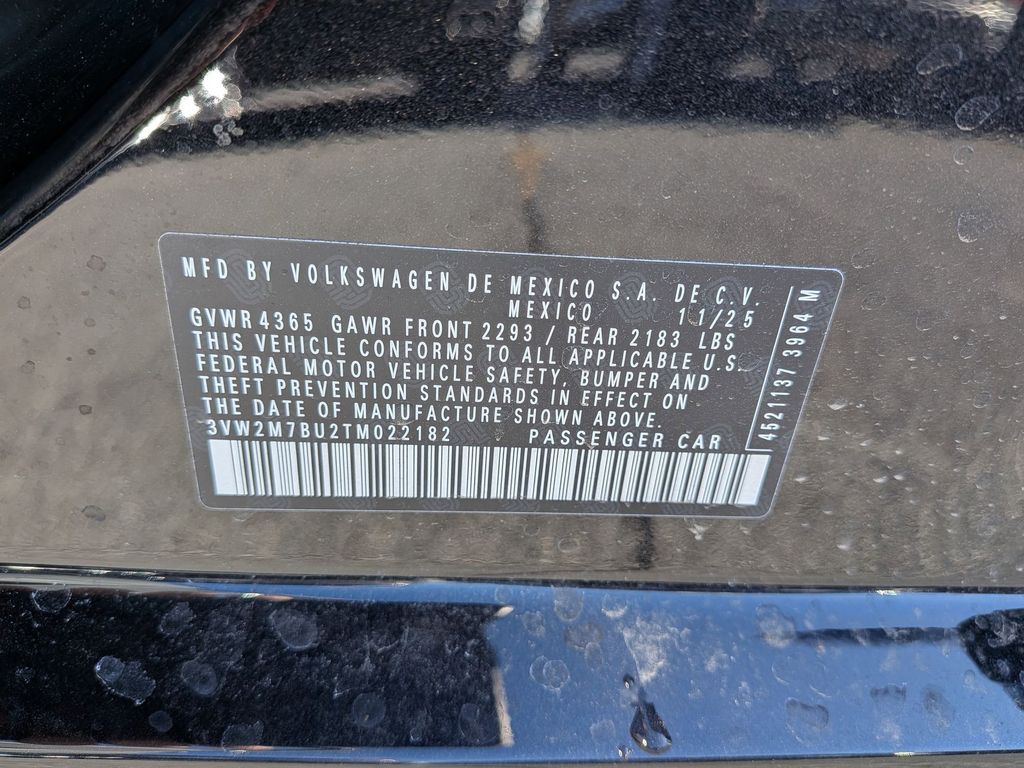 MFD BY VOLKSWAGEN DE MEXICO S.A. DE C.V.
MEXICO 11/25
GVWR 4365 GAWR FRONT 2293 / REAR 2183 LBS
THIS VEHICLE CONFORMS TO ALL APPLICABLE U.S.
FEDERAL MOTOR VEHICLE SAFETY, BUMPER AND
THEFT PREVENTION STANDARDS IN EFFECT ON
THE DATE OF MANUFACTURE SHOWN ABOVE.
3VW2M7BU2TM022182 PASSENGER CAR
4521137 3964 M